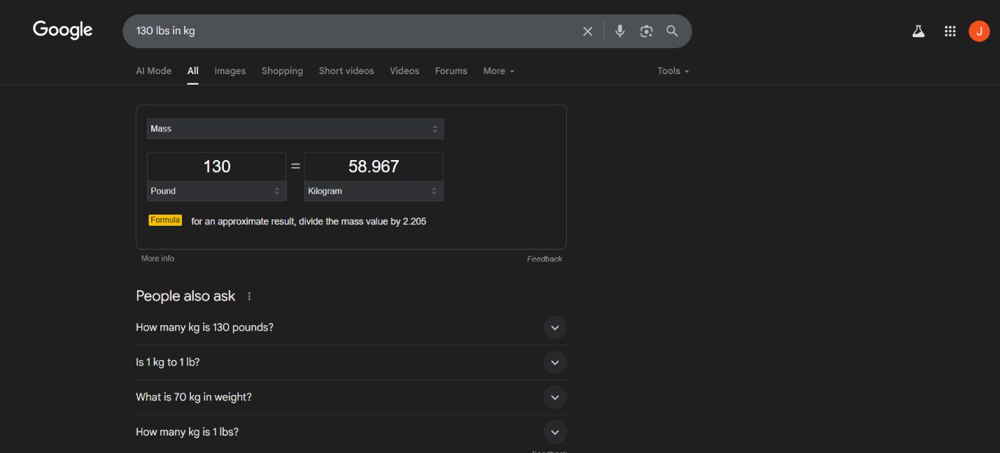 Google
130 lbs in kg
J
AI Mode All Images Shopping Short videos Videos Forums More Tools
Mass
130 = 58.967
Pound Kilogram
Formula for an approximate result, divide the mass value by 2.205
More info Feedback
People also ask
How many kg is 130 pounds?
Is 1 kg to 1 lb?
What is 70 kg in weight?
How many kg is 1 lbs?